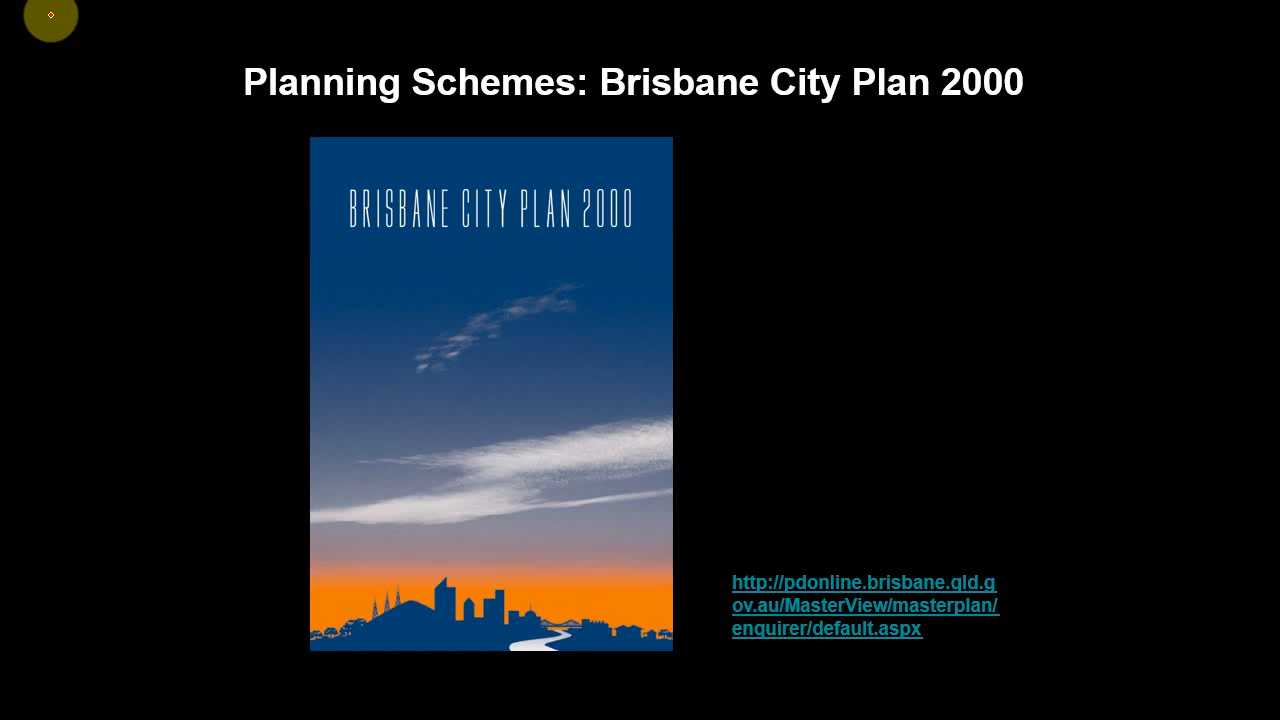 Planning Schemes: Brisbane City Plan 2000
BRISBANE CITY PLAN 2000
http://pdonline.brisbane.qld.g
ov.au/MasterView/masterplan/
enquirer/default.aspx